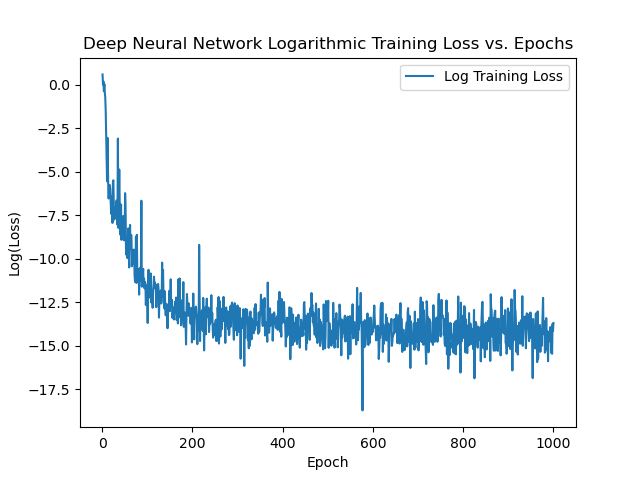 Deep Neural Network Logarithmic Training Loss vs. Epochs
Log Training Loss
0.0
−2.5
−5.0
−7.5
−10.0
−12.5
−15.0
−17.5
Log(Loss)
0 200 400 600 800 1000
Epoch